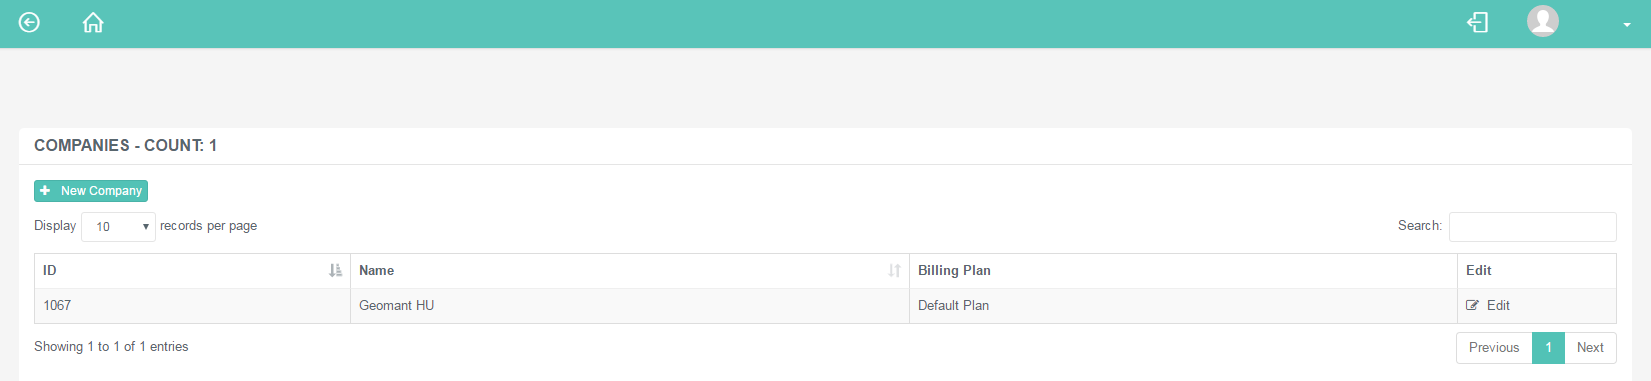 COMPANIES - COUNT: 1
New Company
Display 10 records per page Search:
ID Name Billing Plan Edit
1067 Geomant HU Default Plan Edit
Showing 1 to 1 of 1 entries Previous 1 Next